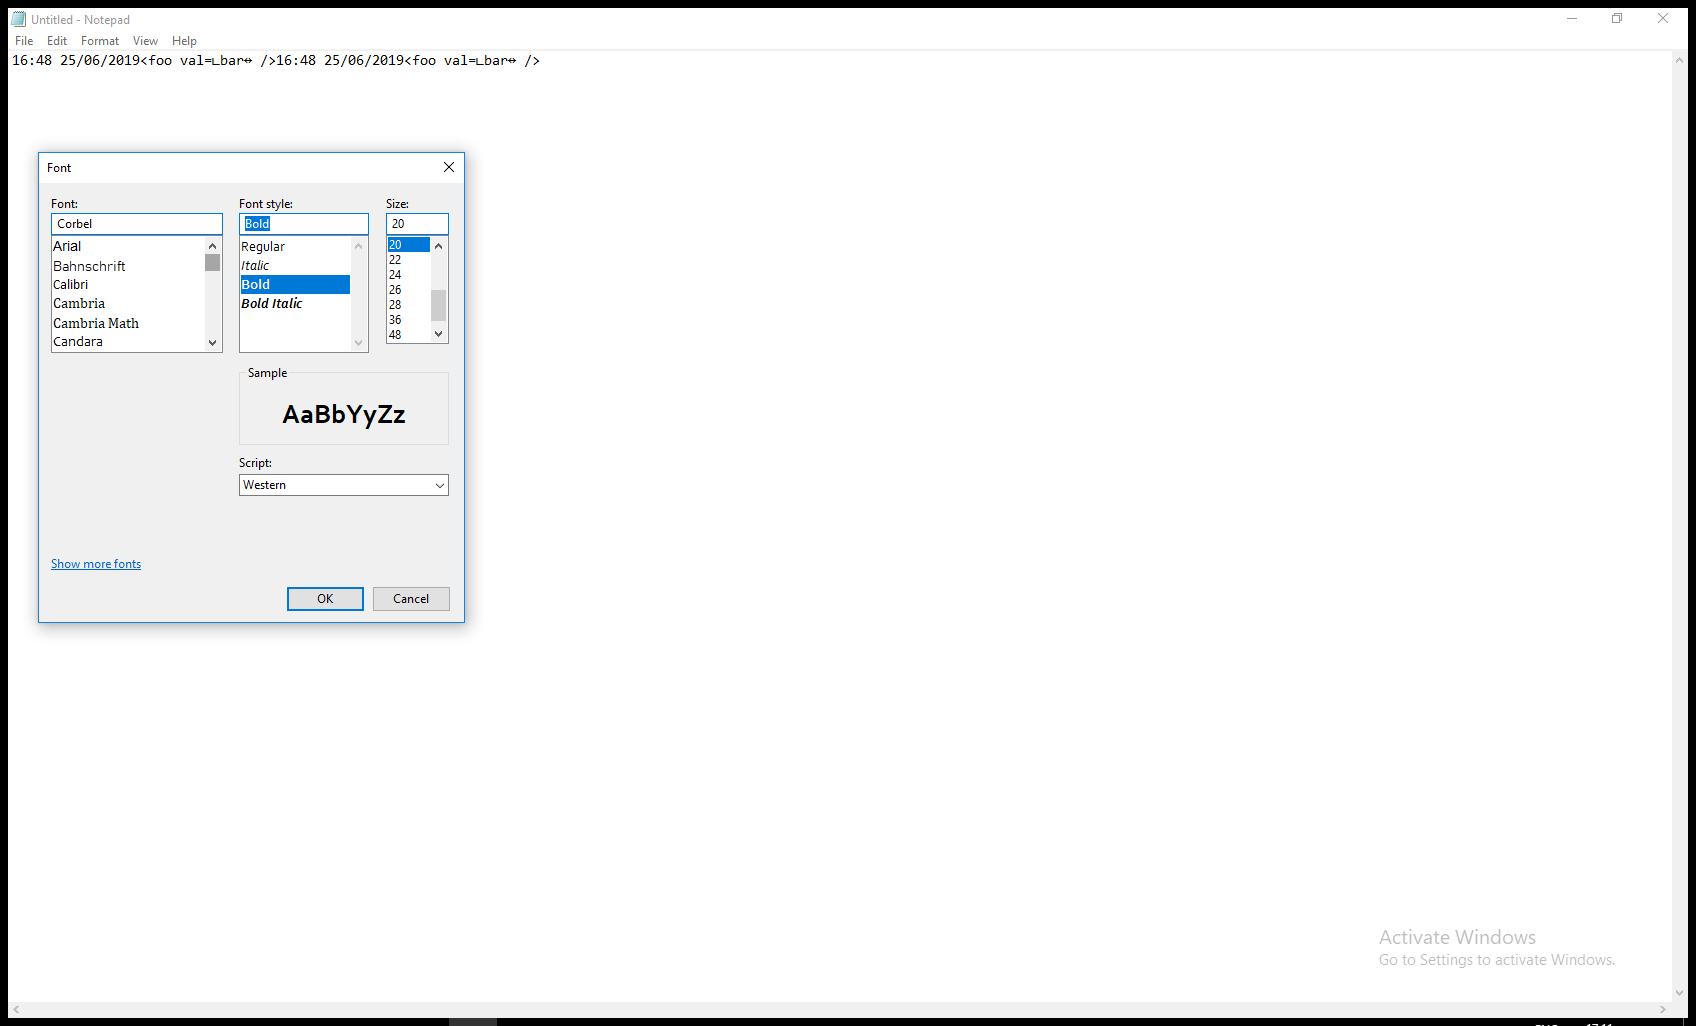 Untitled - Notepad
File Edit Format View Help
16:48 25/06/2019<foo val=∟bar↔ />16:48 25/06/2019<foo val=∟bar↔ />
Font
Font:
Corbel
Arial
Bahnschrift
Calibri
Cambria
Cambria Math
Candara
Font style:
Bold
Regular
Italic
Bold
Bold Italic
Size:
20
20
22
24
26
28
36
48
Sample
AaBbYyZz
Script:
Western
Show more fonts
OK Cancel
Activate Windows
Go to Settings to activate Windows.